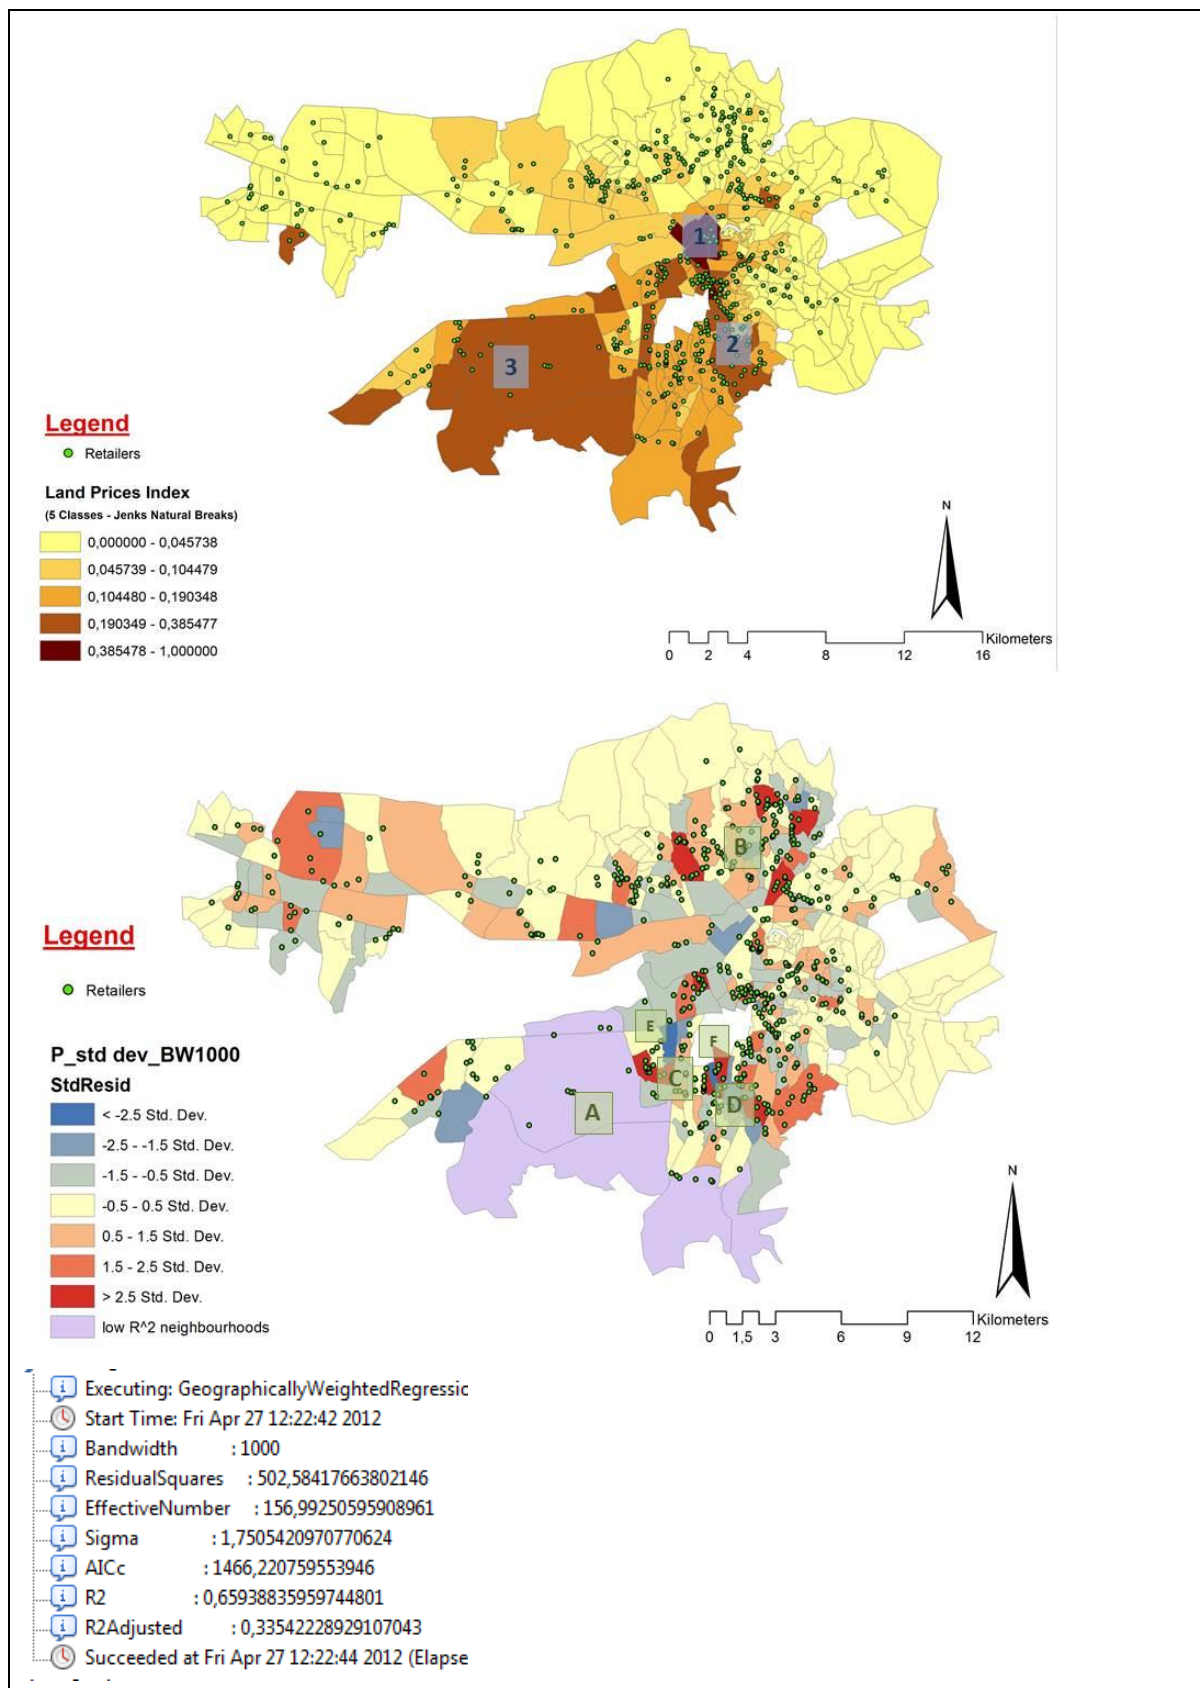 1
2
3
Legend
Retailers
Land Prices Index
(5 Classes - Jenks Natural Breaks)
0,000000 - 0,045738
0,045739 - 0,104479
0,104480 - 0,190348
0,190349 - 0,385477
0,385478 - 1,000000
N
Kilometers
0 2 4 8 12 16
B
E
F
C
A
D
Legend
Retailers
P_std dev_BW1000
StdResid
< -2.5 Std. Dev.
-2.5 - -1.5 Std. Dev.
-1.5 - -0.5 Std. Dev.
-0.5 - 0.5 Std. Dev.
0.5 - 1.5 Std. Dev.
1.5 - 2.5 Std. Dev.
> 2.5 Std. Dev.
low R^2 neighbourhoods
N
Kilometers
0 1,5 3 6 9 12
Executing: GeographicallyWeightedRegressic
Start Time: Fri Apr 27 12:22:42 2012
Bandwidth : 1000
ResidualSquares : 502,58417663802146
EffectiveNumber : 156,99250595908961
Sigma : 1,7505420970770624
AICc : 1466,220759553946
R2 : 0,65938835959744801
R2Adjusted : 0,33542228929107043
Succeeded at Fri Apr 27 12:22:44 2012 (Elapse